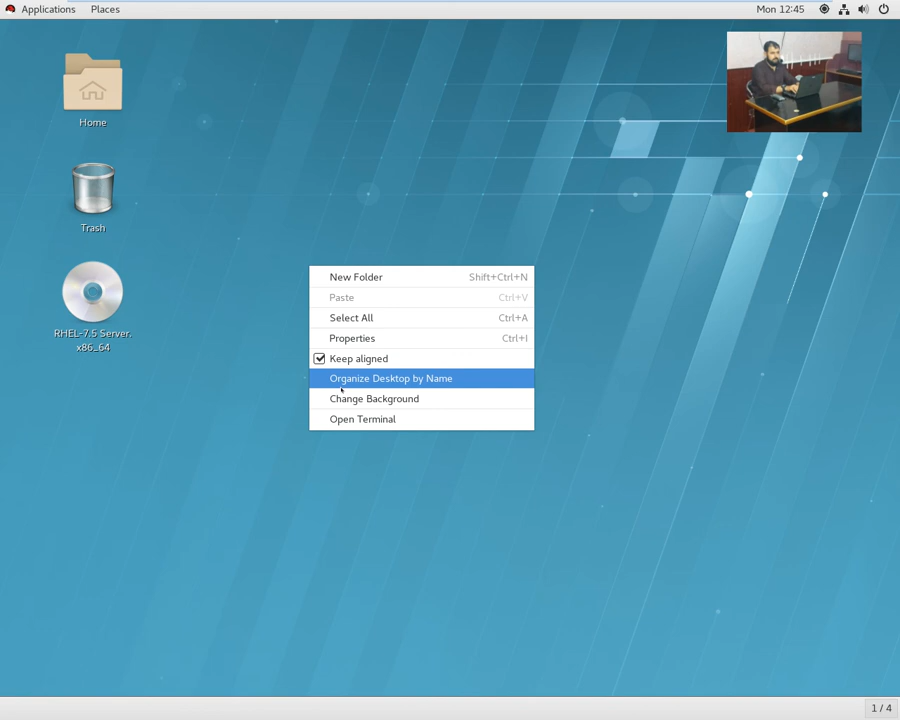 Applications Places Mon 12:45
Home
Trash
RHEL-7.5 Server.
x86_64
New Folder Shift+Ctrl+N
Paste Ctrl+V
Select All Ctrl+A
Properties Ctrl+I
Keep aligned
Organize Desktop by Name
Change Background
Open Terminal
1 / 4